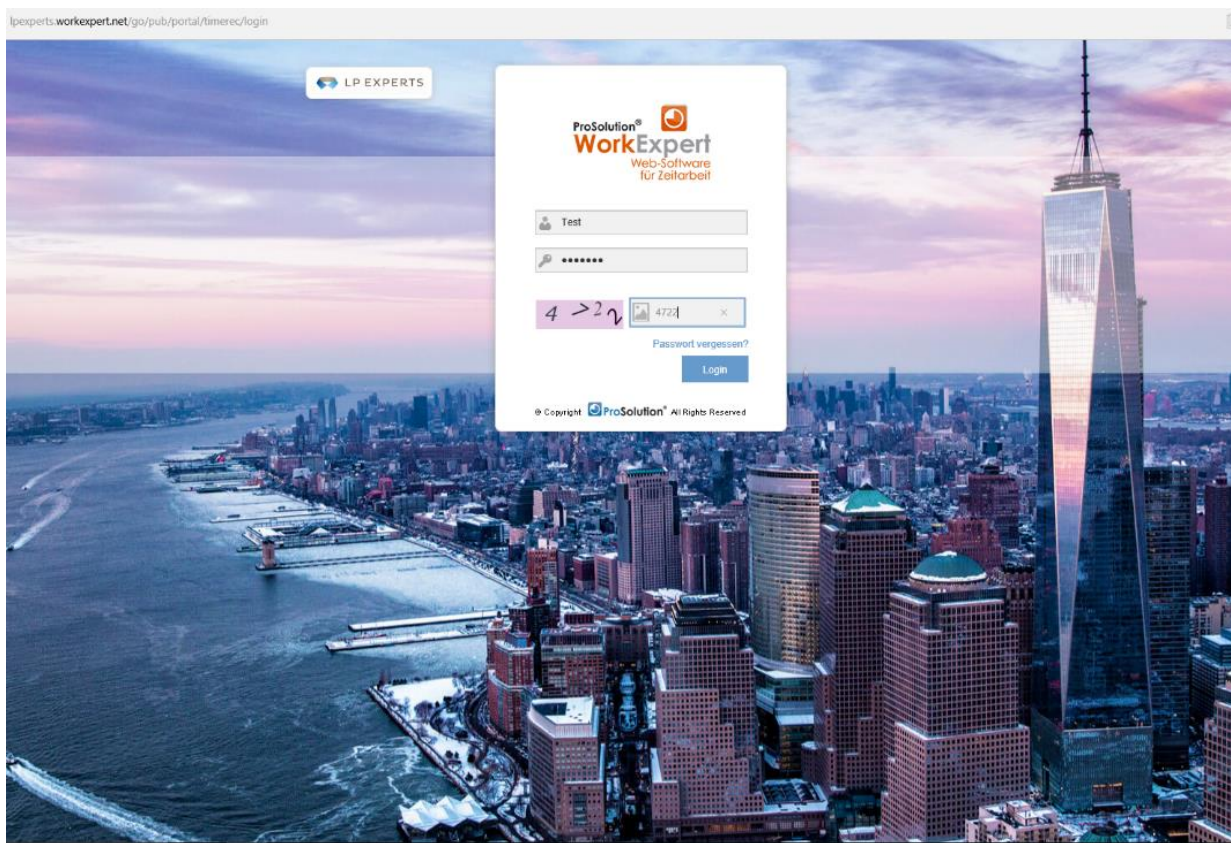 lpexperts.workexpert.net/go/pub/portal/timerec/login
LP EXPERTS
ProSolution®
WorkExpert
Web-Software
für Zeitarbeit
Test
•••••••
4722
Passwort vergessen?
Login
© Copyright ProSolution® All Rights Reserved